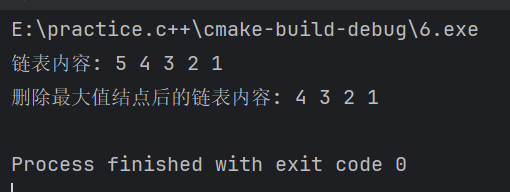 E:\practice.c++\cmake-build-debug\6.exe
链表内容: 5 4 3 2 1
删除最大值结点后的链表内容: 4 3 2 1
Process finished with exit code 0